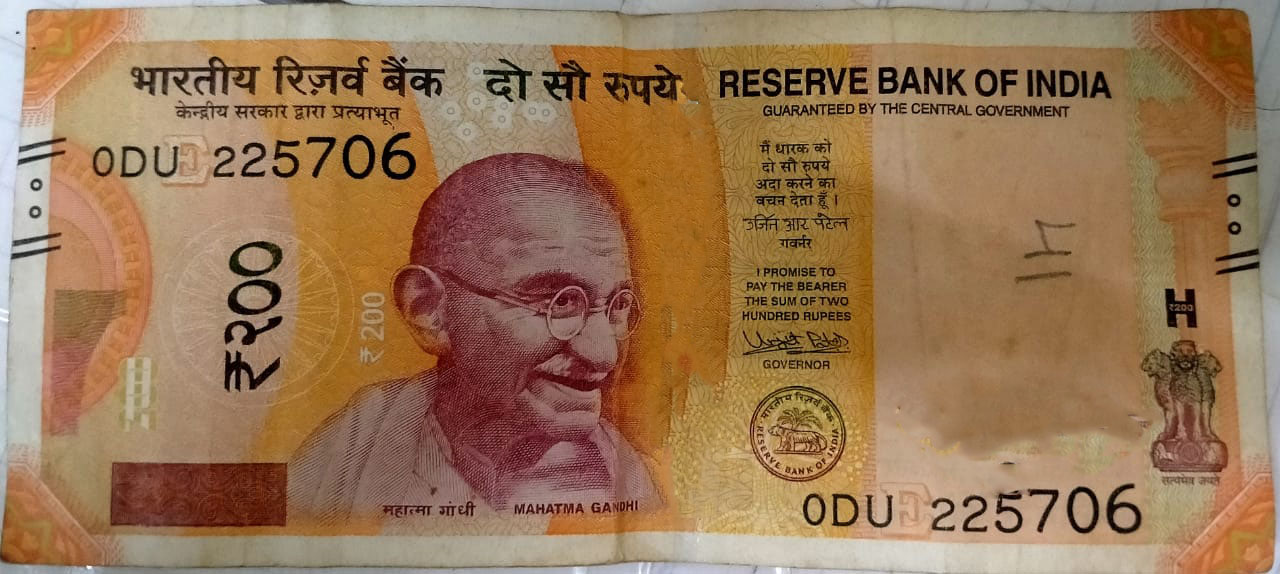 भारतीय रिज़र्व बैंक दो सौ रुपये RESERVE BANK OF INDIA
केन्द्रीय सरकार द्वारा प्रत्याभूत GUARANTEED BY THE CENTRAL GOVERNMENT
0DU 225706
मैं धारक को
दो सौ रुपये
अदा करने का
वचन देता हूँ ।
उर्जित आर पटेल
गवर्नर
₹२००
₹200
I PROMISE TO
PAY THE BEARER
THE SUM OF TWO
HUNDRED RUPEES
Urjit Patel
GOVERNOR
H
₹200
भारतीय रिज़र्व बैंक
RESERVE BANK OF INDIA
सत्यमेव जयते
महात्मा गांधी MAHATMA GANDHI
0DU 225706
E
E